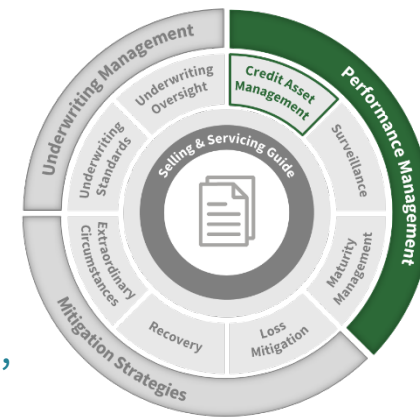 Underwriting Management
Performance Management
Mitigation Strategies
Underwriting
Oversight
Credit Asset
Management
Surveillance
Maturity
Management
Loss
Mitigation
Recovery
Extraordinary
Circumstances
Underwriting
Standards
Selling & Servicing Guide
,